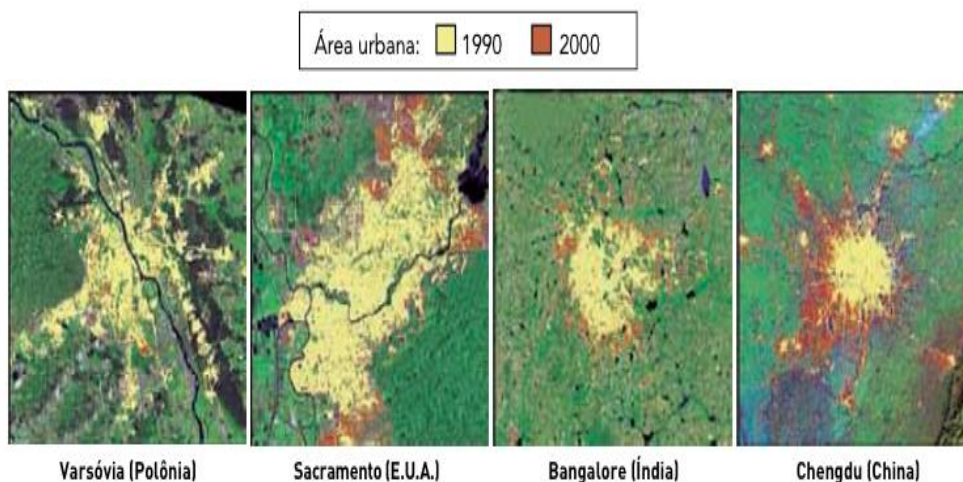 Área urbana: 1990 2000
Varsóvia (Polônia) Sacramento (E.U.A.) Bangalore (Índia) Chengdu (China)